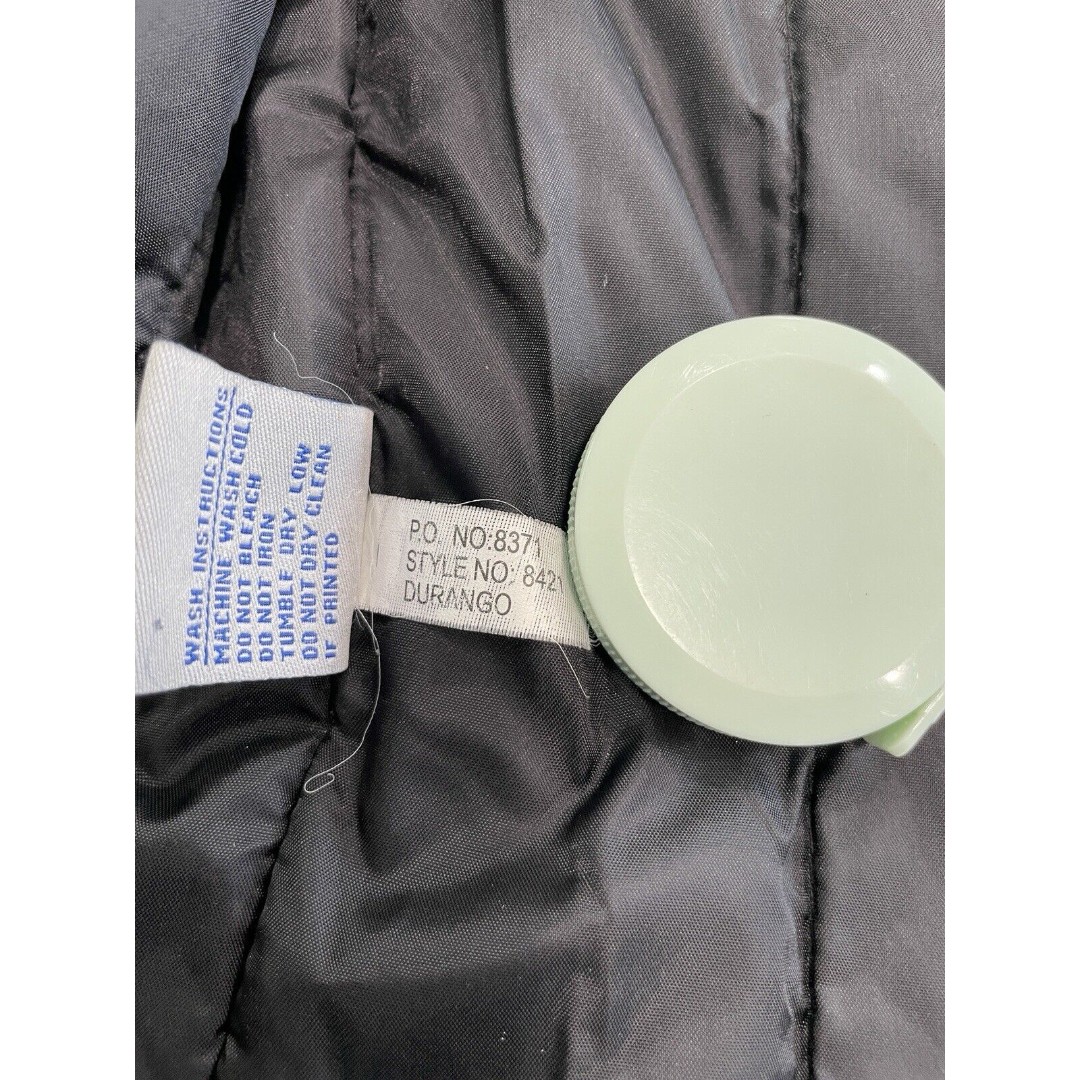 WASH INSTRUCTIONS
MACHINE WASH COLD
DO NOT BLEACH
DO NOT IRON
TUMBLE DRY LOW
DO NOT DRY CLEAN
IF PRINTED
P.O. NO:8371
STYLE NO: 8421
DURANGO